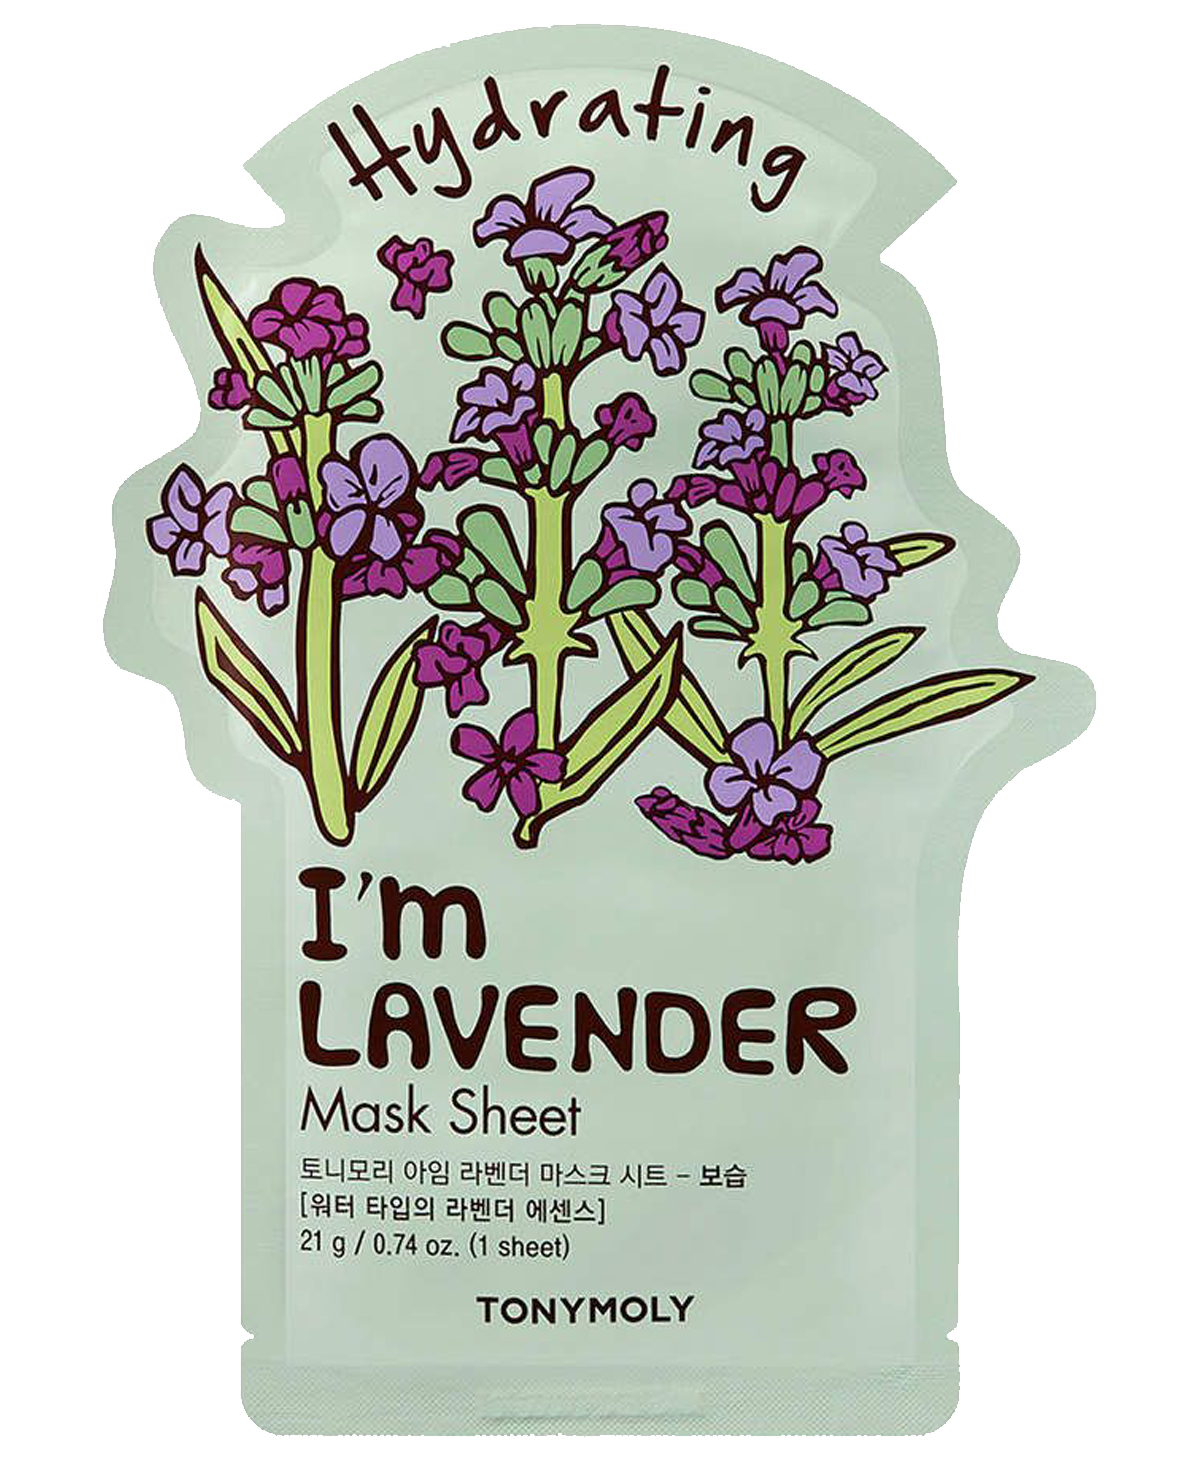 Hydrating
I'm
LAVENDER
Mask Sheet
토니모리 아임 라벤더 마스크 시트 - 보습
[워터 타입의 라벤더 에센스]
21 g / 0.74 oz. (1 sheet)
TONYMOLY